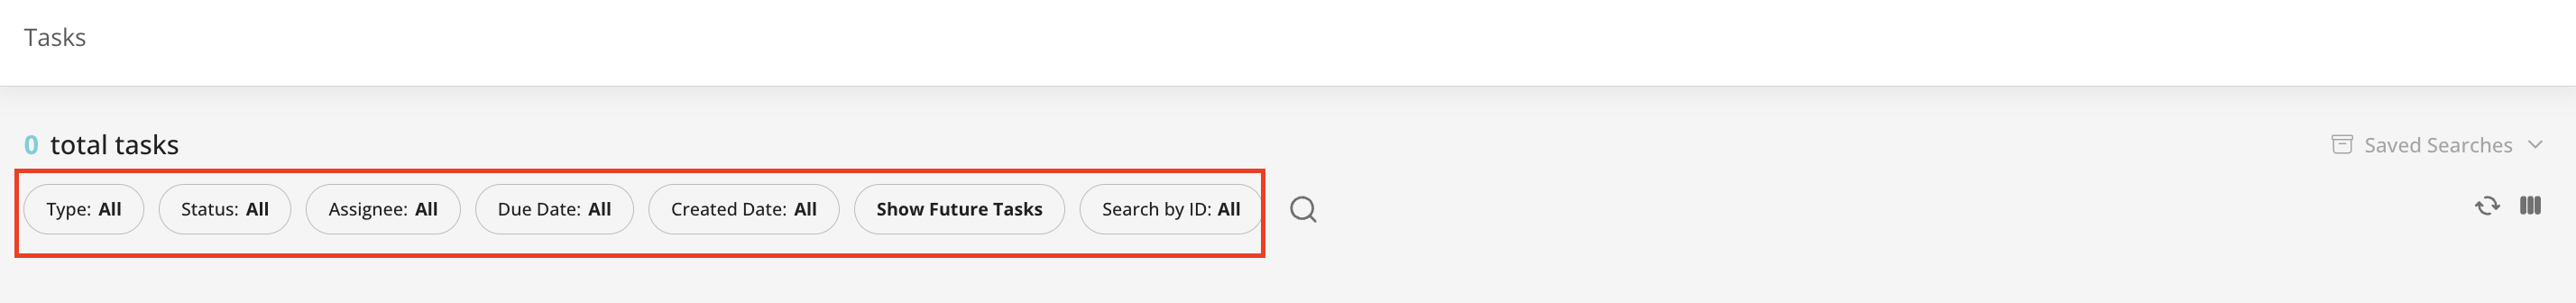 Tasks
0 total tasks
Saved Searches
Type: All Status: All Assignee: All Due Date: All Created Date: All Show Future Tasks Search by ID: All